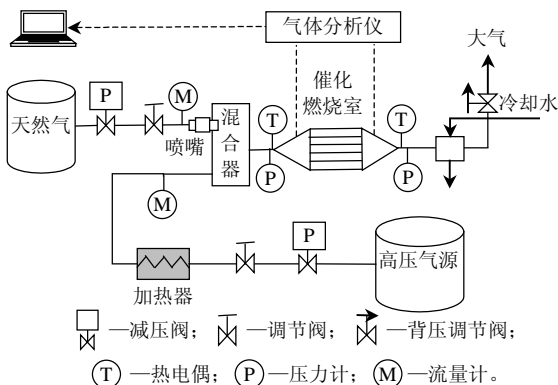 气体分析仪
大气
P
M
混合器
催化
燃烧室
T
T
冷却水
天然气
喷嘴
P
P
M
P
高压气源
加热器
—减压阀； —调节阀； —背压调节阀；
T —热电偶； P —压力计； M —流量计。